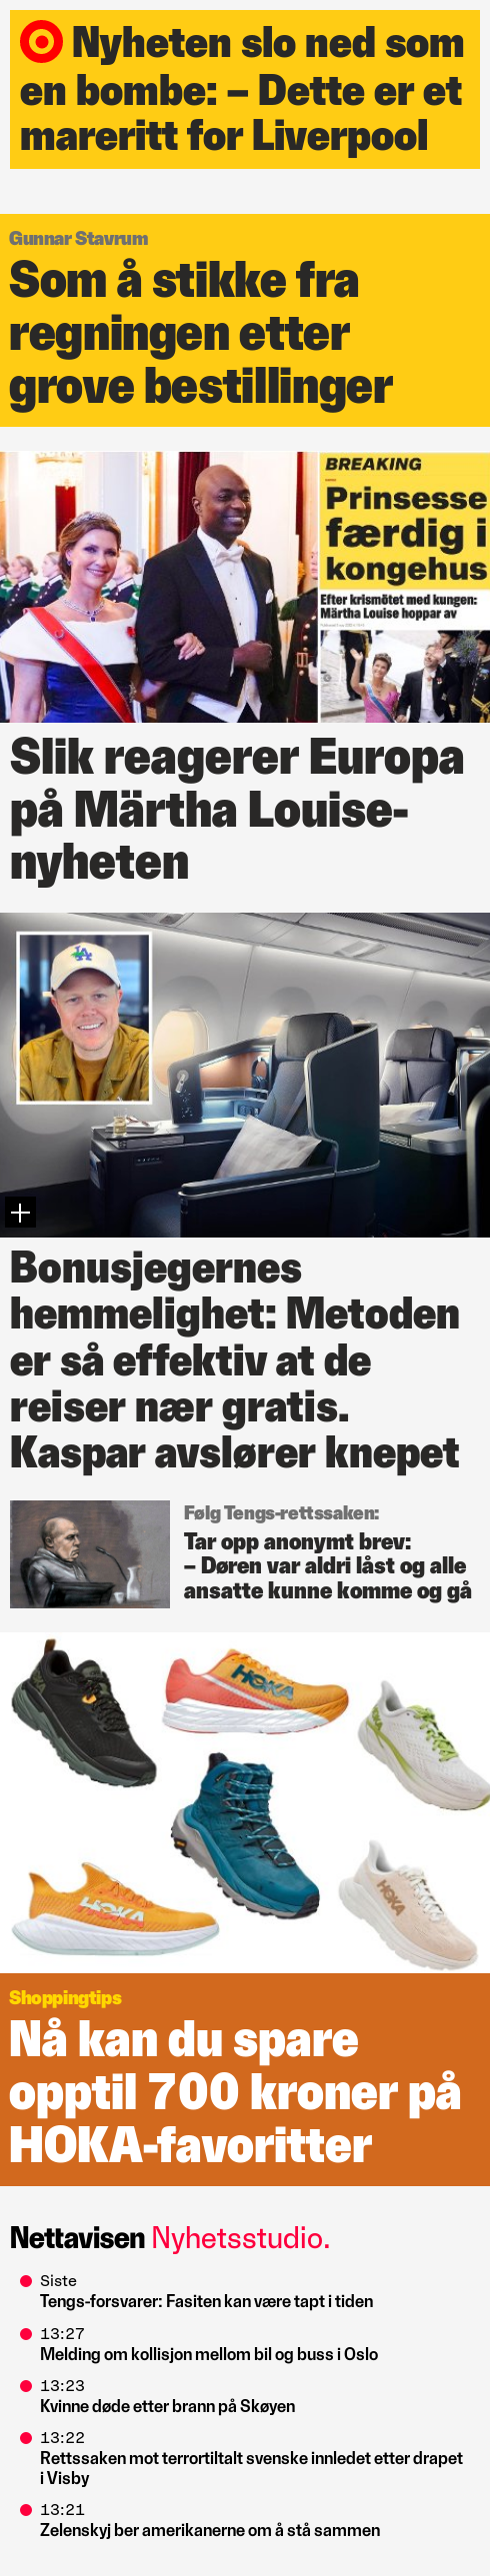 Nyheten slo ned som
en bombe: – Dette er et
mareritt for Liverpool
Gunnar Stavrum
Som å stikke fra
regningen etter
grove bestillinger
BREAKING
Prinsesse
færdig i
kongehus
Efter krismötet med kungen:
Märtha Louise hoppar av
Slik reagerer Europa
på Märtha Louise-
nyheten
LA
Bonusjegernes
hemmelighet: Metoden
er så effektiv at de
reiser nær gratis.
Kaspar avslører knepet
Følg Tengs-rettssaken:
Tar opp anonymt brev:
– Døren var aldri låst og alle
ansatte kunne komme og gå
HOKA
HOKA
HOKA
Shoppingtips
Nå kan du spare
opptil 700 kroner på
HOKA-favoritter
Nettavisen Nyhetsstudio.
Siste
Tengs-forsvarer: Fasiten kan være tapt i tiden
13:27
Melding om kollisjon mellom bil og buss i Oslo
13:23
Kvinne døde etter brann på Skøyen
13:22
Rettssaken mot terrortiltalt svenske innledet etter drapet
i Visby
13:21
Zelenskyj ber amerikanerne om å stå sammen